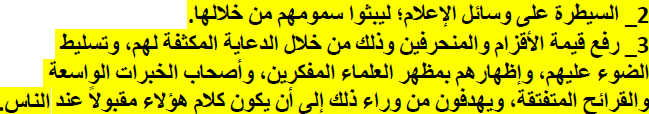 2_ السيطرة على وسائل الإعلام؛ ليبثوا سمومهم من خلالها.
3_ رفع قيمة الأقزام والمنحرفين وذلك من خلال الدعاية المكثفة لهم، وتسليط
الضوء عليهم، وإظهارهم بمظهر العلماء المفكرين، وأصحاب الخبرات الواسعة
والقرائح المتفتقة، ويهدفون من وراء ذلك إلى أن يكون كلام هؤلاء مقبولاً عند الناس.